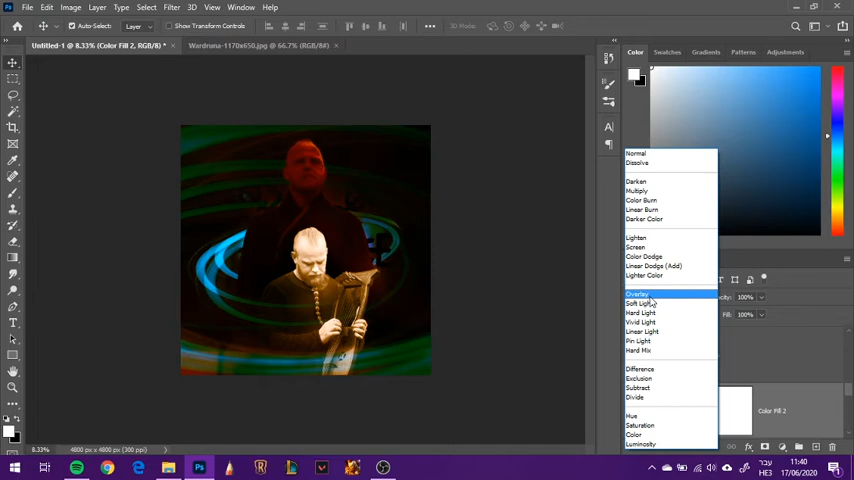 File Edit Image Layer Type Select Filter 3D View Window Help
Auto-Select: Layer Show Transform Controls 3D Mode:
Untitled-1 @ 8.33% (Color Fill 2, RGB/8) * × Wardruna-1170x650.jpg @ 66.7% (RGB/8#) ×
Color Swatches Gradients Patterns Adjustments
Normal
Dissolve
Darken
Multiply
Color Burn
Linear Burn
Darker Color
Lighten
Screen
Color Dodge
Linear Dodge (Add)
Lighter Color
Overlay
Soft Light
Hard Light
Vivid Light
Linear Light
Pin Light
Hard Mix
Difference
Exclusion
Subtract
Divide
Hue
Saturation
Color
Luminosity
100%
Fill: 100%
Color Fill 2
8.33% 4800 px x 4800 px (300 ppi)
Ps
עבר 11:40
HE3 17/06/2020